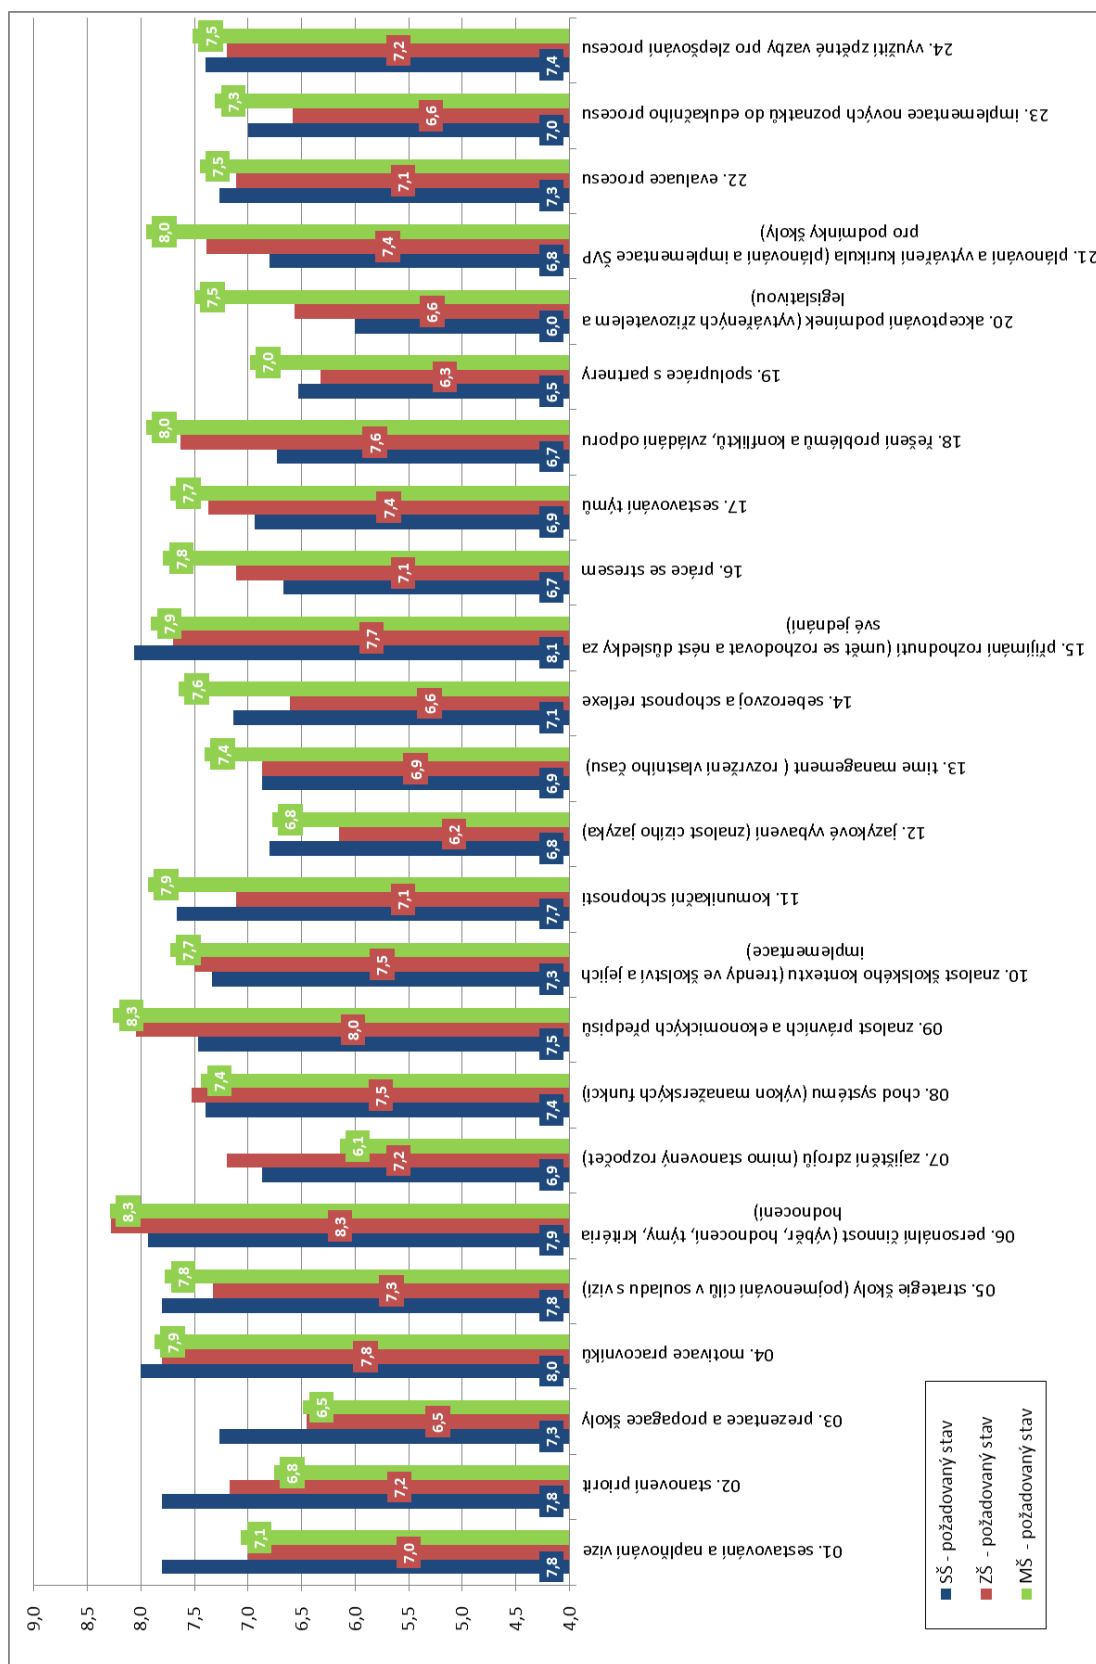 9,0
8,5
8,0
7,5
7,0
6,5
6,0
5,5
5,0
4,5
4,0
7,8
7,0
7,1
7,8
7,2
6,8
7,3
6,5
6,5
8,0
7,8
7,9
7,8
7,3
7,8
7,9
8,3
8,3
6,9
7,2
6,1
7,4
7,5
7,4
7,5
8,0
8,3
7,3
7,5
7,7
7,7
7,1
7,9
6,8
6,2
6,8
6,9
6,9
7,4
7,1
6,6
7,6
8,1
7,7
7,9
6,7
7,1
7,8
6,9
7,4
7,7
6,7
7,6
8,0
6,5
6,3
7,0
6,0
6,6
7,5
6,8
7,4
8,0
7,3
7,1
7,5
7,0
6,6
7,3
7,4
7,2
7,5
01. sestavování a naplňování vize
02. stanovení priorit
03. prezentace a propagace školy
04. motivace pracovníků
05. strategie školy (pojmenování cílů v souladu s vizí)
06. personální činnost (výběr, hodnocení, týmy, kritéria
hodnocení)
07. zajištění zdrojů (mimo stanovený rozpočet)
08. chod systému (výkon manažerských funkcí)
09. znalost právních a ekonomických předpisů
10. znalost školského kontextu (trendy ve školství a jejich
implementace)
11. komunikační schopnosti
12. jazykové vybavení (znalost cizího jazyka)
13. time management ( rozvržení vlastního času)
14. seberozvoj a schopnost reflexe
15. přijímání rozhodnutí (umět se rozhodovat a nést důsledky za
své jednání)
16. práce se stresem
17. sestavování týmů
18. řešení problémů a konfliktů, zvládání odporu
19. spolupráce s partnery
20. akceptování podmínek (vytvářených zřizovatelem a
legislativou)
21. plánování a vytváření kurikula (plánování a implementace ŠVP
pro podmínky školy)
22. evaluace procesu
23. implementace nových poznatků do edukačního procesu
24. využití zpětné vazby pro zlepšování procesu
SŠ - požadovaný stav
ZŠ - požadovaný stav
MŠ - požadovaný stav